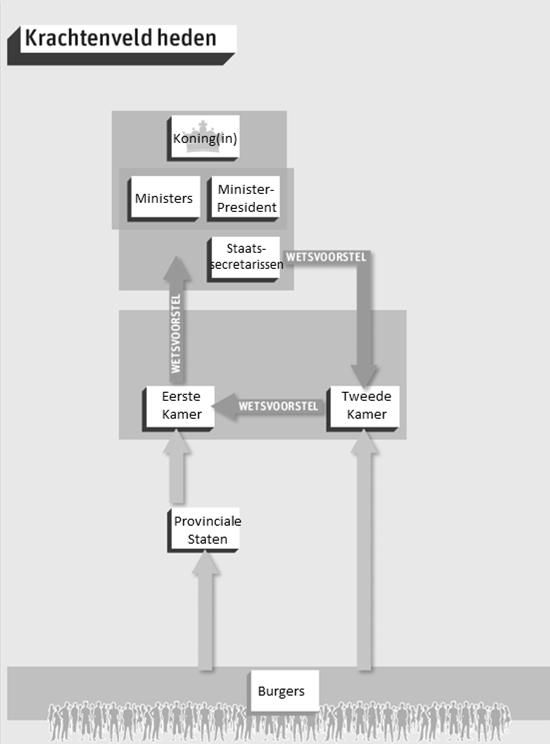 Krachtenveld heden
Koning(in)
Ministers
Minister-
President
Staats-
secretarissen
WETSVOORSTEL
WETSVOORSTEL
Eerste
Kamer
WETSVOORSTEL
Tweede
Kamer
Provinciale
Staten
Burgers